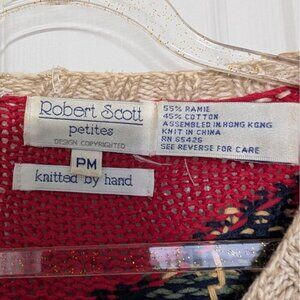 Robert Scott
petites
DESIGN COPYRIGHTED
PM
knitted by hand
55% RAMIE
45% COTTON
ASSEMBLED IN HONG KONG
KNIT IN CHINA
RN 65426
SEE REVERSE FOR CARE